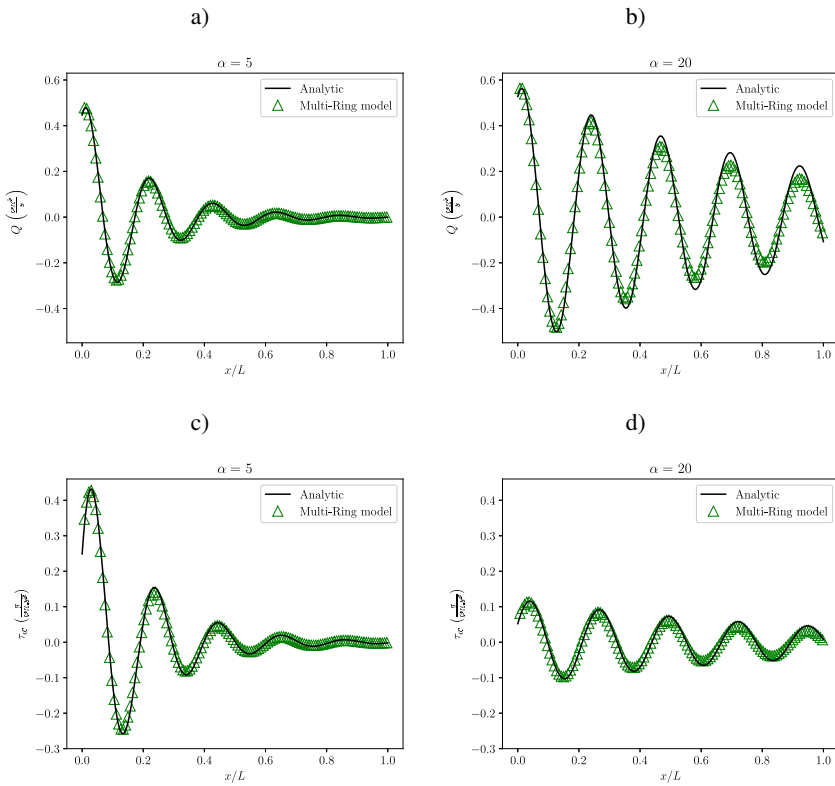 a)
b)
α = 5
α = 20
Analytic
Multi-Ring model
Analytic
Multi-Ring model
0.6
0.4
0.2
0.0
−0.2
−0.4
Q
0.6
0.4
0.2
0.0
−0.2
−0.4
Q
0.0 0.2 0.4 0.6 0.8 1.0
0.0 0.2 0.4 0.6 0.8 1.0
x/L
x/L
c)
d)
α = 5
α = 20
Analytic
Multi-Ring model
Analytic
Multi-Ring model
0.4
0.3
0.2
0.1
0.0
−0.1
−0.2
−0.3
0.4
0.3
0.2
0.1
0.0
−0.1
−0.2
−0.3
0.0 0.2 0.4 0.6 0.8 1.0
0.0 0.2 0.4 0.6 0.8 1.0
x/L
x/L